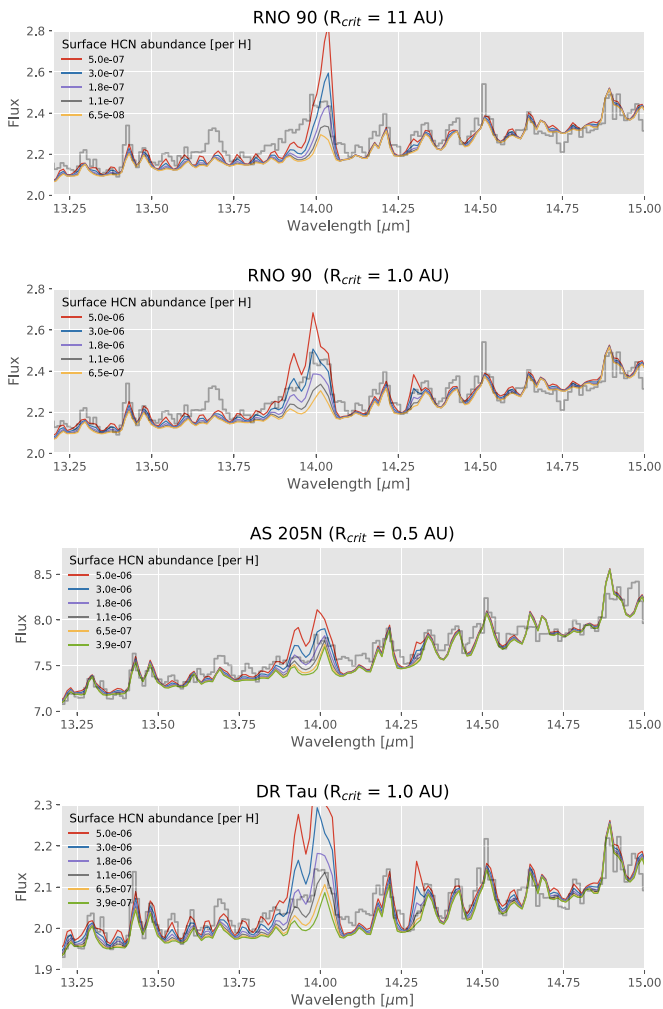 RNO 90 (R_crit = 11 AU)
Surface HCN abundance [per H]
5.0e-07
3.0e-07
1.8e-07
1.1e-07
6,5e-08
Flux
2.8
2.6
2.4
2.2
2.0
13.25 13.50 13.75 14.00 14.25 14.50 14.75 15.00
Wavelength [μm]
RNO 90 (R_crit = 1.0 AU)
Surface HCN abundance [per H]
5.0e-06
3.0e-06
1.8e-06
1.1e-06
6,5e-07
Flux
2.8
2.6
2.4
2.2
2.0
13.25 13.50 13.75 14.00 14.25 14.50 14.75 15.00
Wavelength [μm]
AS 205N (R_crit = 0.5 AU)
Surface HCN abundance [per H]
5.0e-06
3.0e-06
1.8e-06
1.1e-06
6.5e-07
3.9e-07
Flux
8.5
8.0
7.5
7.0
13.25 13.50 13.75 14.00 14.25 14.50 14.75 15.00
Wavelength [μm]
DR Tau (R_crit = 1.0 AU)
Surface HCN abundance [per H]
5.0e-06
3.0e-06
1.8e-06
1.1e-06
6.5e-07
3,9e-07
Flux
2.3
2.2
2.1
2.0
1.9
13.25 13.50 13.75 14.00 14.25 14.50 14.75 15.00
Wavelength [μm]